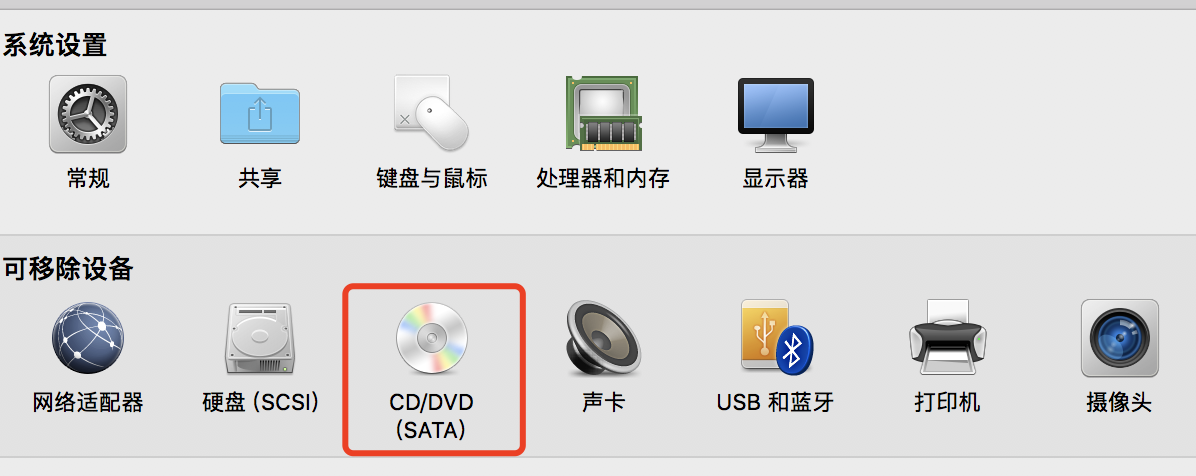 系统设置
常规
共享
键盘与鼠标
处理器和内存
显示器
可移除设备
网络适配器
硬盘 (SCSI)
CD/DVD
(SATA)
声卡
USB 和蓝牙
打印机
摄像头